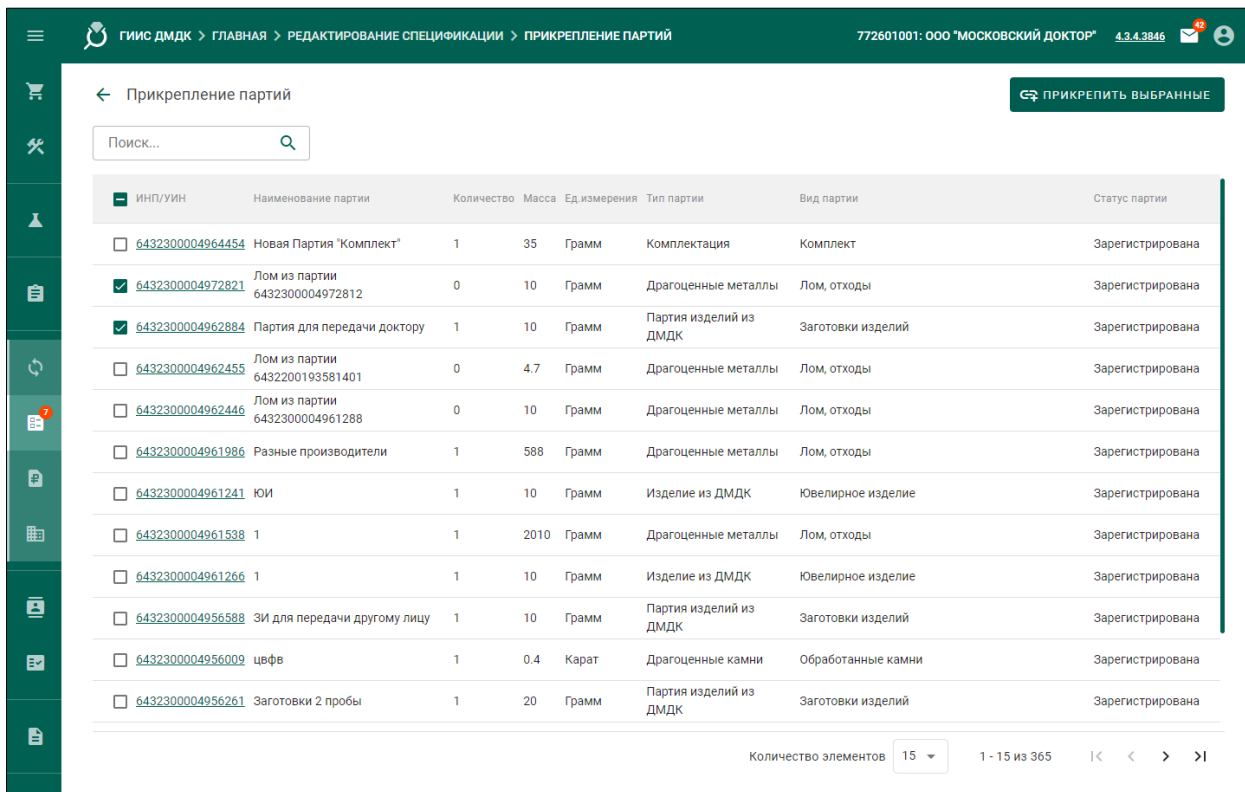 ГИИС ДМДК > ГЛАВНАЯ > РЕДАКТИРОВАНИЕ СПЕЦИФИКАЦИИ > ПРИКРЕПЛЕНИЕ ПАРТИЙ 772601001: ООО "МОСКОВСКИЙ ДОКТОР" 4.3.4.3846 42
Прикрепление партий ПРИКРЕПИТЬ ВЫБРАННЫЕ
Поиск...
ИНП/УИН Наименование партии Количество Масса Ед.измерения Тип партии Вид партии Статус партии
6432300004964454 Новая Партия "Комплект" 1 35 Грамм Комплектация Комплект Зарегистрирована
6432300004972821 Лом из партии 6432300004972812 0 10 Грамм Драгоценные металлы Лом, отходы Зарегистрирована
6432300004962884 Партия для передачи доктору 1 10 Грамм Партия изделий из ДМДК Заготовки изделий Зарегистрирована
6432300004962455 Лом из партии 6432200193581401 0 4.7 Грамм Драгоценные металлы Лом, отходы Зарегистрирована
6432300004962446 Лом из партии 6432300004961288 0 10 Грамм Драгоценные металлы Лом, отходы Зарегистрирована
7
6432300004961986 Разные производители 1 588 Грамм Драгоценные металлы Лом, отходы Зарегистрирована
6432300004961241 ЮИ 1 10 Грамм Изделие из ДМДК Ювелирное изделие Зарегистрирована
6432300004961538 1 1 2010 Грамм Драгоценные металлы Лом, отходы Зарегистрирована
6432300004961266 1 1 10 Грамм Изделие из ДМДК Ювелирное изделие Зарегистрирована
6432300004956588 ЗИ для передачи другому лицу 1 10 Грамм Партия изделий из ДМДК Заготовки изделий Зарегистрирована
6432300004956009 цвфв 1 0.4 Карат Драгоценные камни Обработанные камни Зарегистрирована
6432300004956261 Заготовки 2 пробы 1 20 Грамм Партия изделий из ДМДК Заготовки изделий Зарегистрирована
Количество элементов 15 1 - 15 из 365